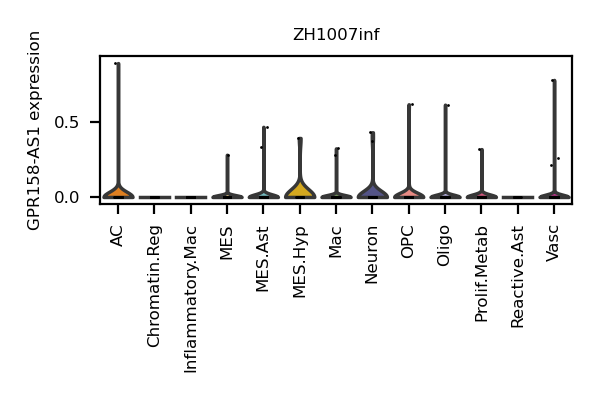 ZH1007inf
GPR158-AS1 expression
0.5
0.0
AC
Chromatin.Reg
Inflammatory.Mac
MES
MES.Ast
MES.Hyp
Mac
Neuron
OPC
Oligo
Prolif.Metab
Reactive.Ast
Vasc